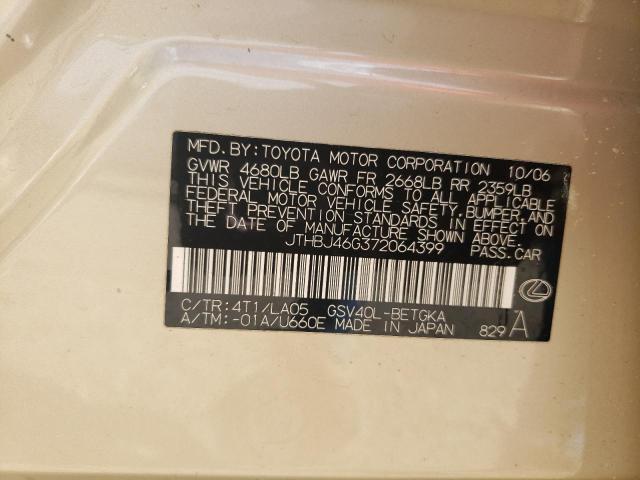 MFD. BY: TOYOTA MOTOR CORPORATION 10/06
GVWR 4680LB GAWR FR 2668LB RR 2359LB
THIS VEHICLE CONFORMS TO ALL APPLICABLE
FEDERAL MOTOR VEHICLE SAFETY, BUMPER, AND
THEFT PREVENTION STANDARDS IN EFFECT ON
THE DATE OF MANUFACTURE SHOWN ABOVE.
JTHBJ46G372064399 PASS. CAR
C/TR: 4T1/LA05 GSV40L-BETGKA
A/TM: -01A/U660E MADE IN JAPAN 829 A